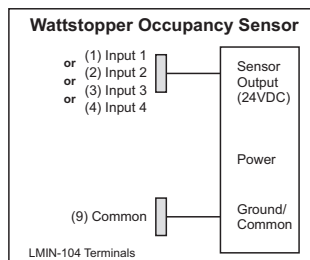 Wattstopper Occupancy Sensor
(1) Input 1
or
(2) Input 2
or
(3) Input 3
or
(4) Input 4
Sensor
Output
(24VDC)
Power
(9) Common
Ground/
Common
LMIN-104 Terminals